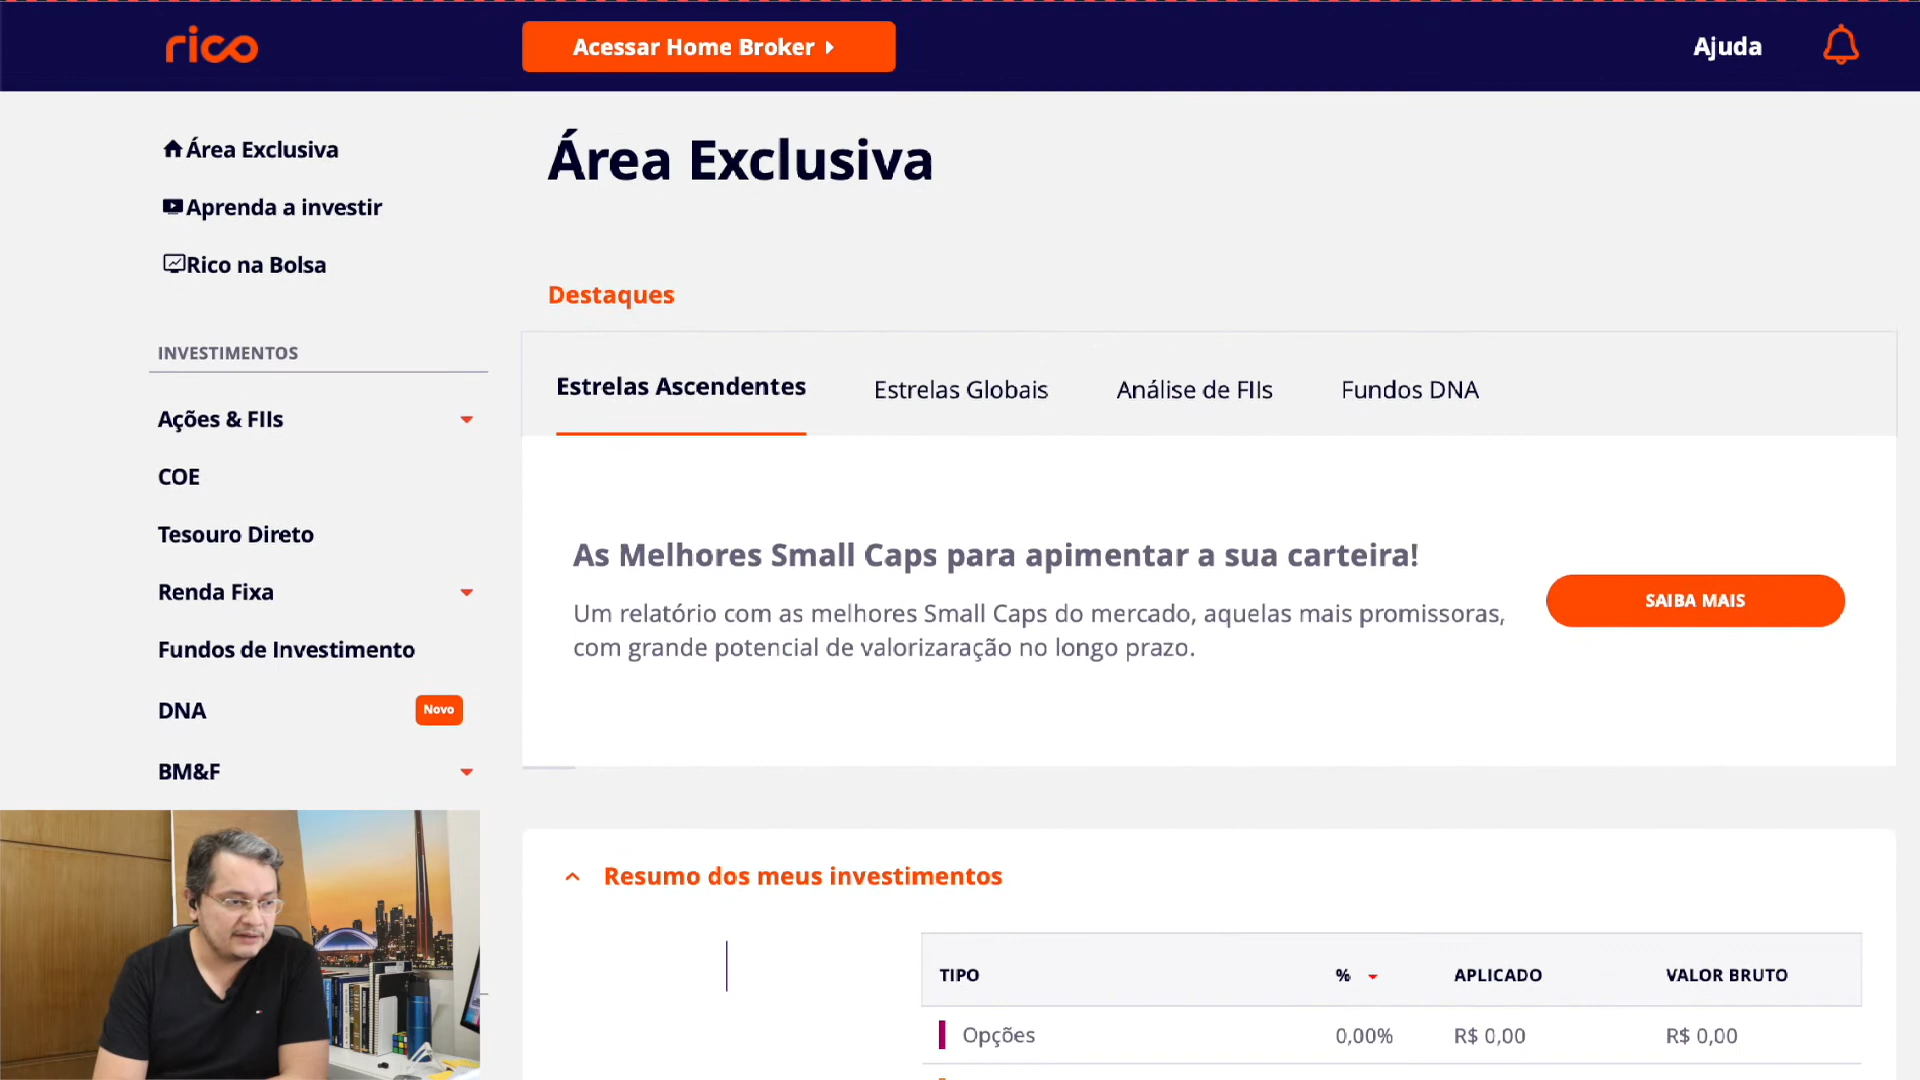 rico
Acessar Home Broker
Ajuda
Área Exclusiva
Aprenda a investir
Rico na Bolsa
INVESTIMENTOS
Ações & FIIs
COE
Tesouro Direto
Renda Fixa
Fundos de Investimento
DNA
Novo
BM&F
Área Exclusiva
Destaques
Estrelas Ascendentes
Estrelas Globais
Análise de FIIs
Fundos DNA
As Melhores Small Caps para apimentar a sua carteira!
Um relatório com as melhores Small Caps do mercado, aquelas mais promissoras,
com grande potencial de valorizaração no longo prazo.
SAIBA MAIS
Resumo dos meus investimentos
TIPO % APLICADO VALOR BRUTO
Opções 0,00% R$ 0,00 R$ 0,00